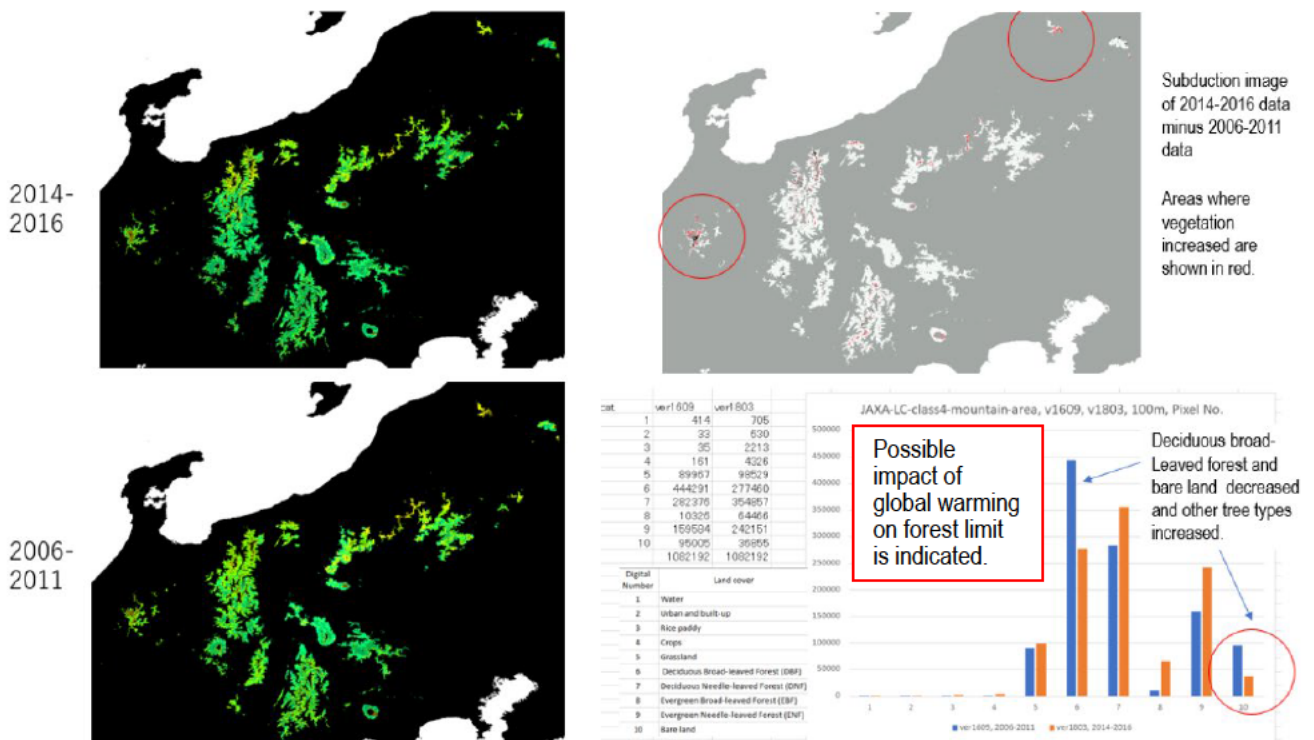 2014-
2016
Subduction image
of 2014-2016 data
minus 2006-2011
data
Areas where
vegetation
increased are
shown in red.
2006-
2011
cat. ver1609 ver1803
1 414 705
2 33 630
3 35 2213
4 161 4326
5 89967 98529
6 444291 277460
7 282376 354857
8 10326 64466
9 159584 242151
10 95005 36855
1082192 1082192
Digital Number Land cover
1 Water
2 Urban and built-up
3 Rice paddy
4 Crops
5 Grassland
6 Deciduous Broad-leaved Forest (DBF)
7 Deciduous Needle-leaved Forest (DNF)
8 Evergreen Broad-leaved Forest (EBF)
9 Evergreen Needle-leaved Forest (ENF)
10 Bare land
JAXA-LC-class4-mountain-area, v1609, v1803, 100m, Pixel No.
500000
450000
400000
350000
300000
250000
200000
150000
100000
50000
0
1 2 3 4 5 6 7 8 9 10
ver1609, 2006-2011 ver1803, 2014-2016
Possible
impact of
global warming
on forest limit
is indicated.
Deciduous broad-
Leaved forest and
bare land decreased
and other tree types
increased.